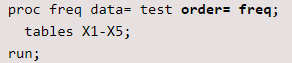 proc freq data= test order= freq;
tables X1-X5;
run;